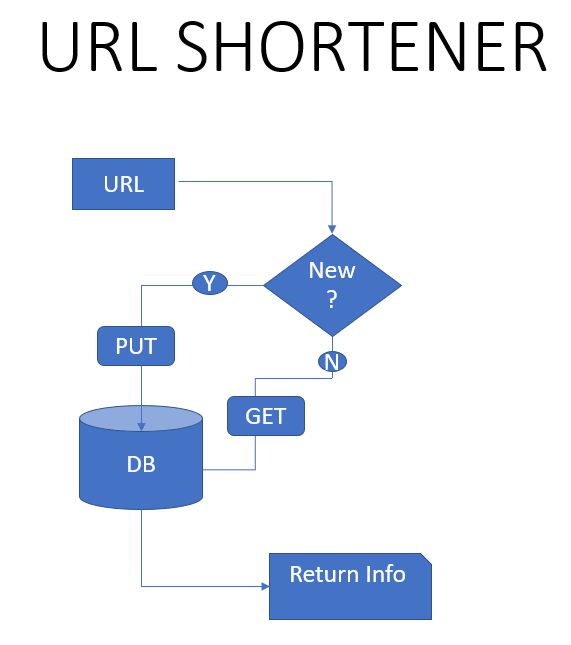 URL SHORTENER
URL
New
?
Y
PUT
N
GET
DB
Return Info